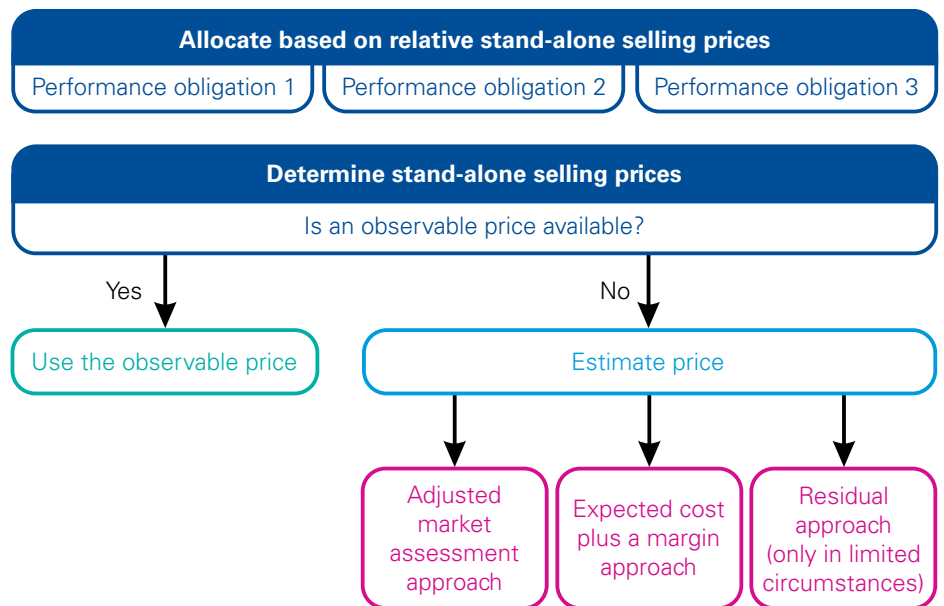 Allocate based on relative stand-alone selling prices
Performance obligation 1
Performance obligation 2
Performance obligation 3
Determine stand-alone selling prices
Is an observable price available?
Yes
No
Use the observable price
Estimate price
Adjusted
market
assessment
approach
Expected cost
plus a margin
approach
Residual
approach
(only in limited
circumstances)